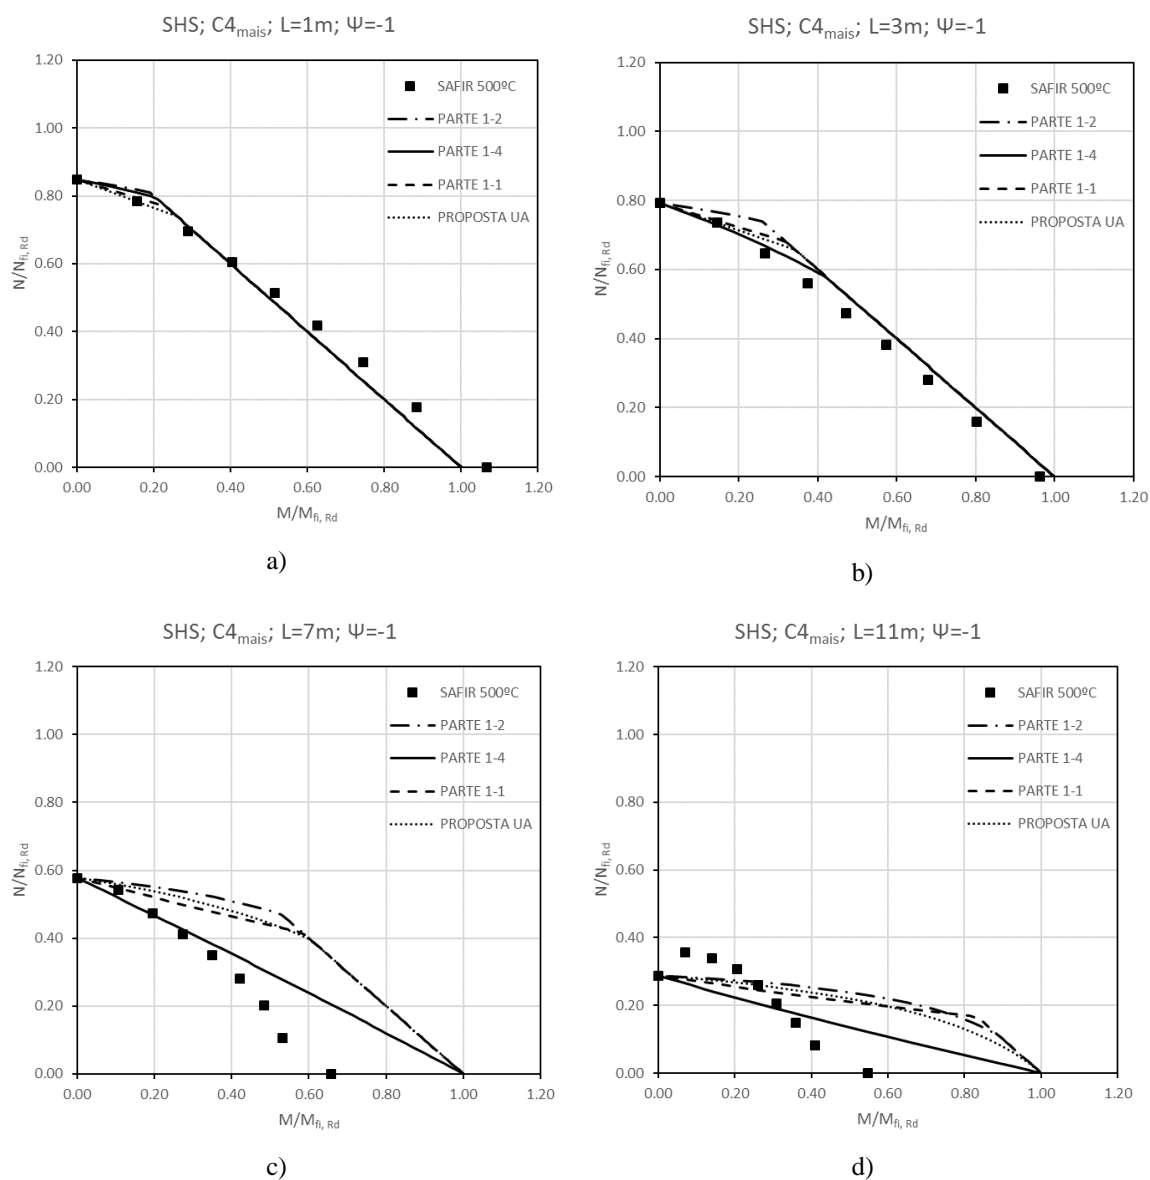 SHS; C4mais; L=1m; Ψ=-1
1.20
1.00
0.80
0.60
0.40
0.20
0.00
N/Nfi,Rd
SAFIR 500ºC
PARTE 1-2
PARTE 1-4
PARTE 1-1
PROPOSTA UA
0.00 0.20 0.40 0.60 0.80 1.00 1.20
M/Mfi, Rd
a)
SHS; C4mais; L=3m; Ψ=-1
1.20
1.00
0.80
0.60
0.40
0.20
0.00
N/Nfi,Rd
SAFIR 500ºC
PARTE 1-2
PARTE 1-4
PARTE 1-1
PROPOSTA UA
0.00 0.20 0.40 0.60 0.80 1.00 1.20
M/Mfi, Rd
b)
SHS; C4mais; L=7m; Ψ=-1
1.20
1.00
0.80
0.60
0.40
0.20
0.00
N/Nfi,Rd
SAFIR 500ºC
PARTE 1-2
PARTE 1-4
PARTE 1-1
PROPOSTA UA
0.00 0.20 0.40 0.60 0.80 1.00 1.20
M/Mfi, Rd
c)
SHS; C4mais; L=11m; Ψ=-1
1.20
1.00
0.80
0.60
0.40
0.20
0.00
N/Nfi,Rd
SAFIR 500ºC
PARTE 1-2
PARTE 1-4
PARTE 1-1
PROPOSTA UA
0.00 0.20 0.40 0.60 0.80 1.00 1.20
M/Mfi, Rd
d)